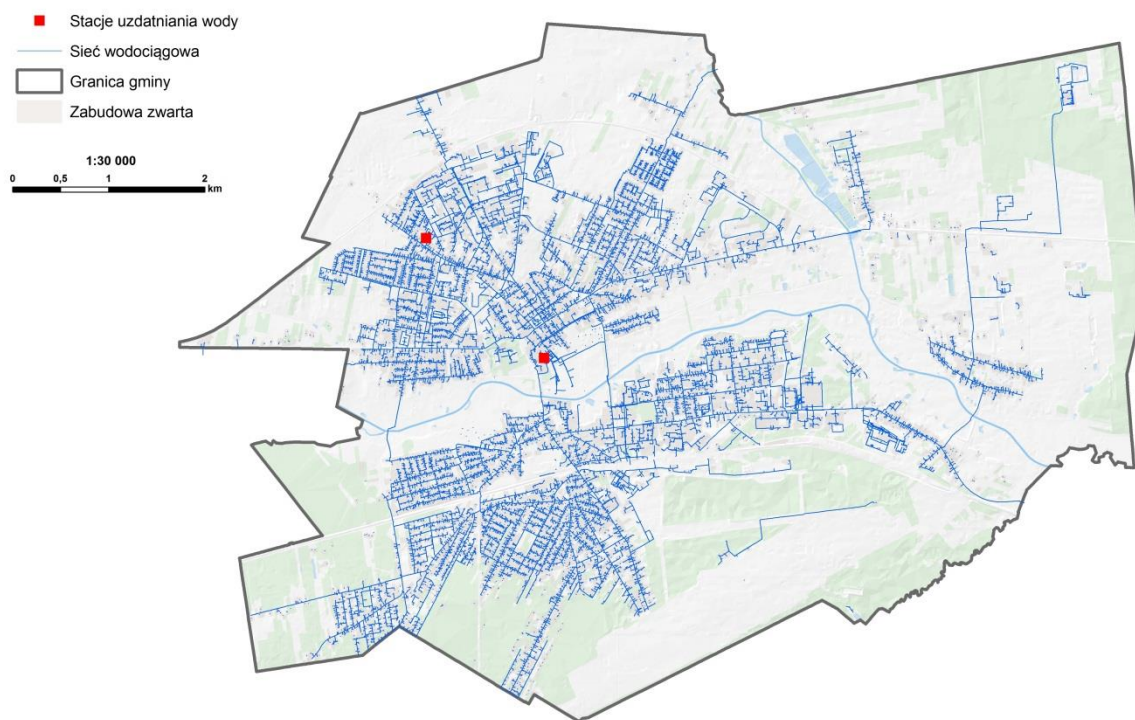 Stacje uzdatniania wody
Sieć wodociągowa
Granica gminy
Zabudowa zwarta
1:30 000
0 0,5 1 2
km